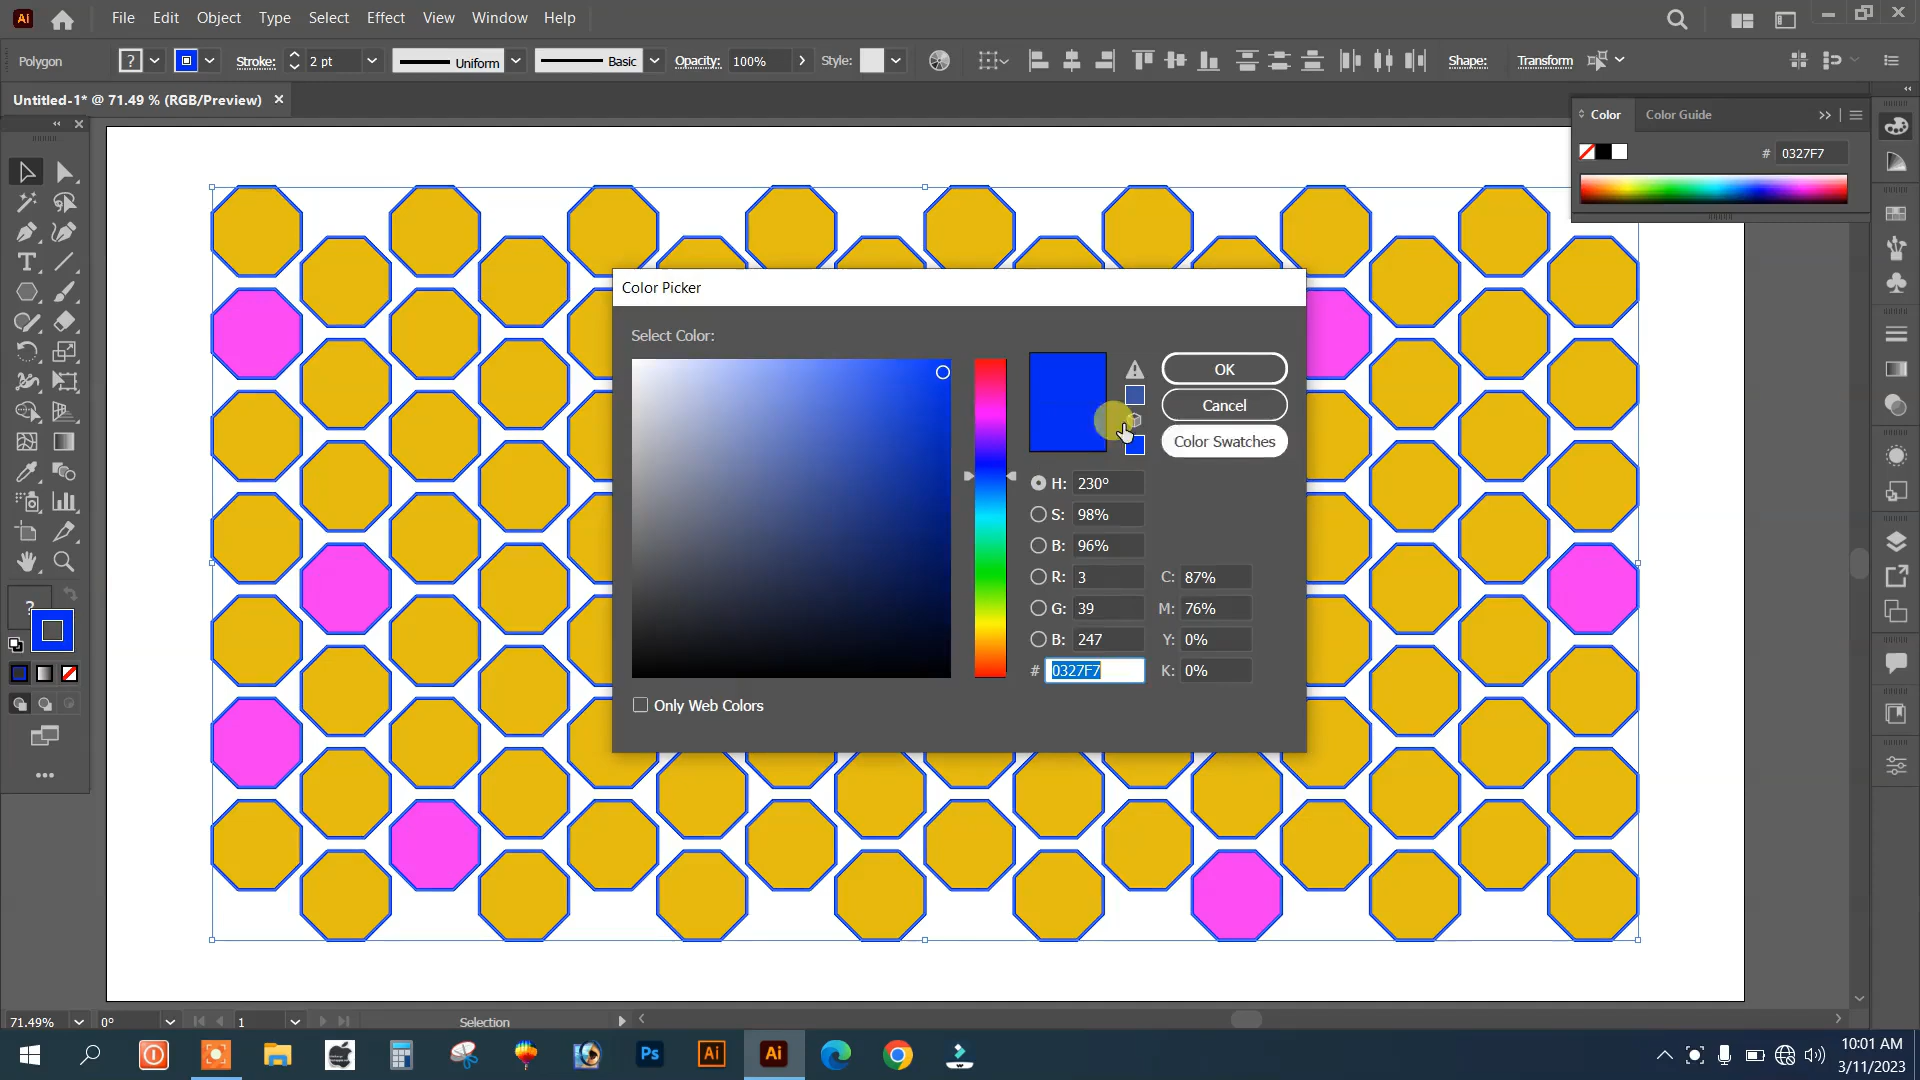 Ai File Edit Object Type Select Effect View Window Help
Polygon ? Stroke: 2 pt Uniform Basic Opacity: 100% Style: Shape: Transform
Untitled-1* @ 71.49 % (RGB/Preview) ×
Color Color Guide
# 0327F7
Color Picker
Select Color:
OK
Cancel
Color Swatches
H: 230°
S: 98%
B: 96%
R: 3 C: 87%
G: 39 M: 76%
B: 247 Y: 0%
# 0327F7 K: 0%
Only Web Colors
?
71.49% 0° 1 Selection
Ps Ai Ai
10:01 AM
3/11/2023